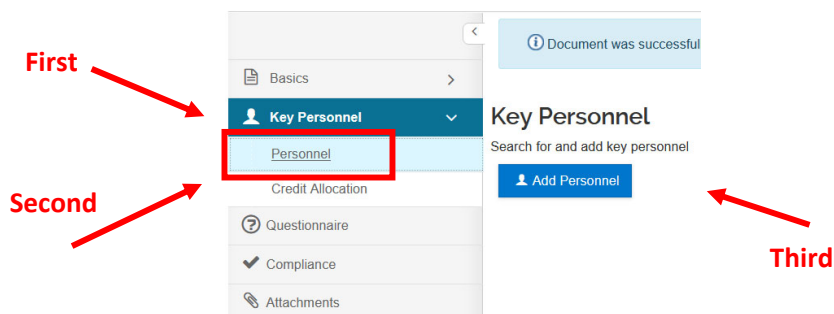 Document was successful
First
Basics
Key Personnel
Key Personnel
Search for and add key personnel
Personnel
Add Personnel
Credit Allocation
Second
Questionnaire
Third
Compliance
Attachments